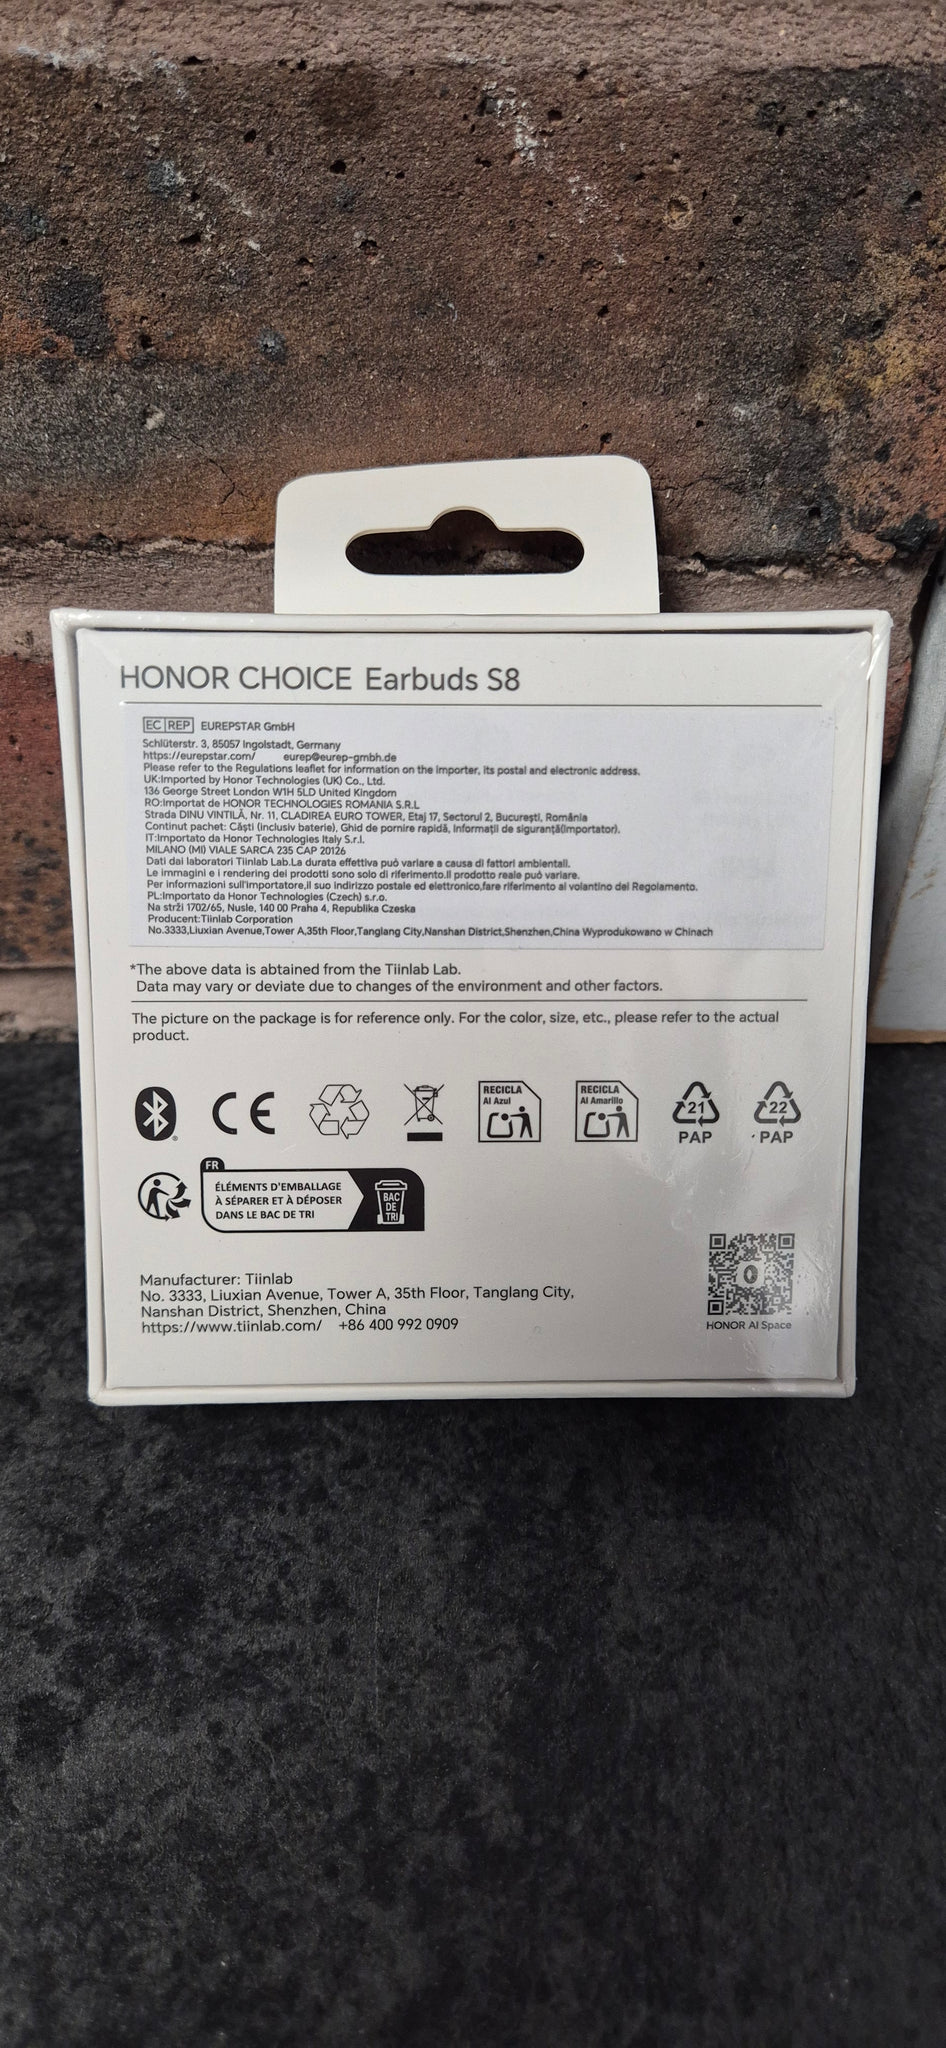 HONOR CHOICE Earbuds S8
EC REP EUREPSTAR GmbH
Schlüterstr. 3, 85057 Ingolstadt, Germany
https://eurepstar.com/ eurep@eurep-gmbh.de
Please refer to the Regulations leaflet for information on the importer, its postal and electronic address.
UK:Imported by Honor Technologies (UK) Co., Ltd.
136 George Street London W1H 5LD United Kingdom
RO:Importat de HONOR TECHNOLOGIES ROMANIA S.R.L
Strada DINU VINTILĂ, Nr. 11, CLADIREA EURO TOWER, Etaj 17, Sectorul 2, Bucureşti, România
Continut pachet: Căşti (inclusiv baterie), Ghid de pornire rapidă, Informaţii de siguranţă(importator).
IT:Importato da Honor Technologies Italy S.r.l.
MILANO (MI) VIALE SARCA 235 CAP 20126
Dati dai laboratori Tiinlab Lab.La durata effettiva può variare a causa di fattori ambientali.
Le immagini e i rendering dei prodotti sono solo di riferimento.Il prodotto reale può variare.
Per informazioni sull'importatore,il suo indirizzo postale ed elettronico,fare riferimento al volantino del Regolamento.
PL:Importato da Honor Technologies (Czech) s.r.o.
Na strži 1702/65, Nusle, 140 00 Praha 4, Republika Czeska
Producent:Tiinlab Corporation
No.3333,Liuxian Avenue,Tower A,35th Floor,Tanglang City,Nanshan District,Shenzhen,China Wyprodukowano w Chinach
*The above data is abtained from the Tiinlab Lab.
Data may vary or deviate due to changes of the environment and other factors.
The picture on the package is for reference only. For the color, size, etc., please refer to the actual
product.
CE
RECICLA
Al Azul
RECICLA
Al Amarillo
21
PAP
22
PAP
FR
ÉLÉMENTS D'EMBALLAGE
À SÉPARER ET À DÉPOSER
DANS LE BAC DE TRI
BAC
DE
TRI
Manufacturer: Tiinlab
No. 3333, Liuxian Avenue, Tower A, 35th Floor, Tanglang City,
Nanshan District, Shenzhen, China
https://www.tiinlab.com/ +86 400 992 0909
HONOR AI Space